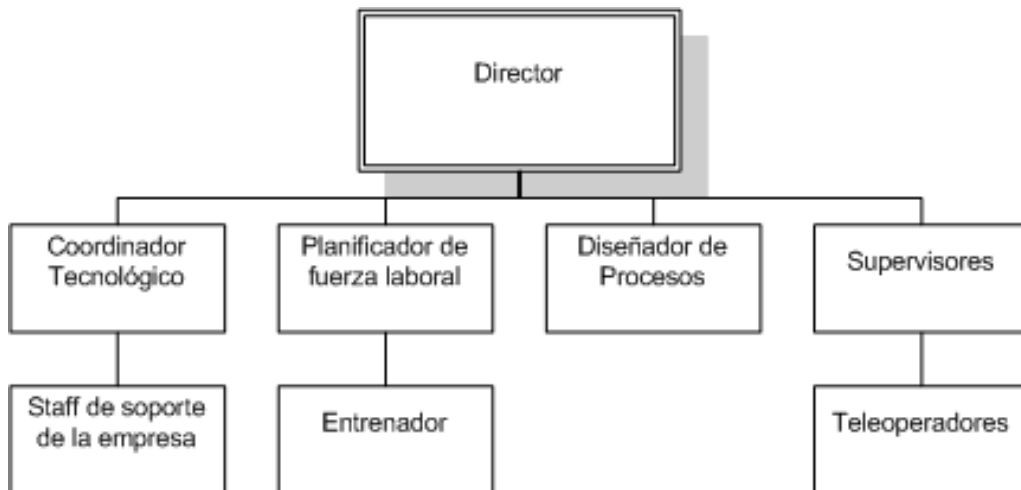 Director
Coordinador
Tecnológico
Planificador de
fuerza laboral
Diseñador de
Procesos
Supervisores
Staff de soporte
de la empresa
Entrenador
Teleoperadores